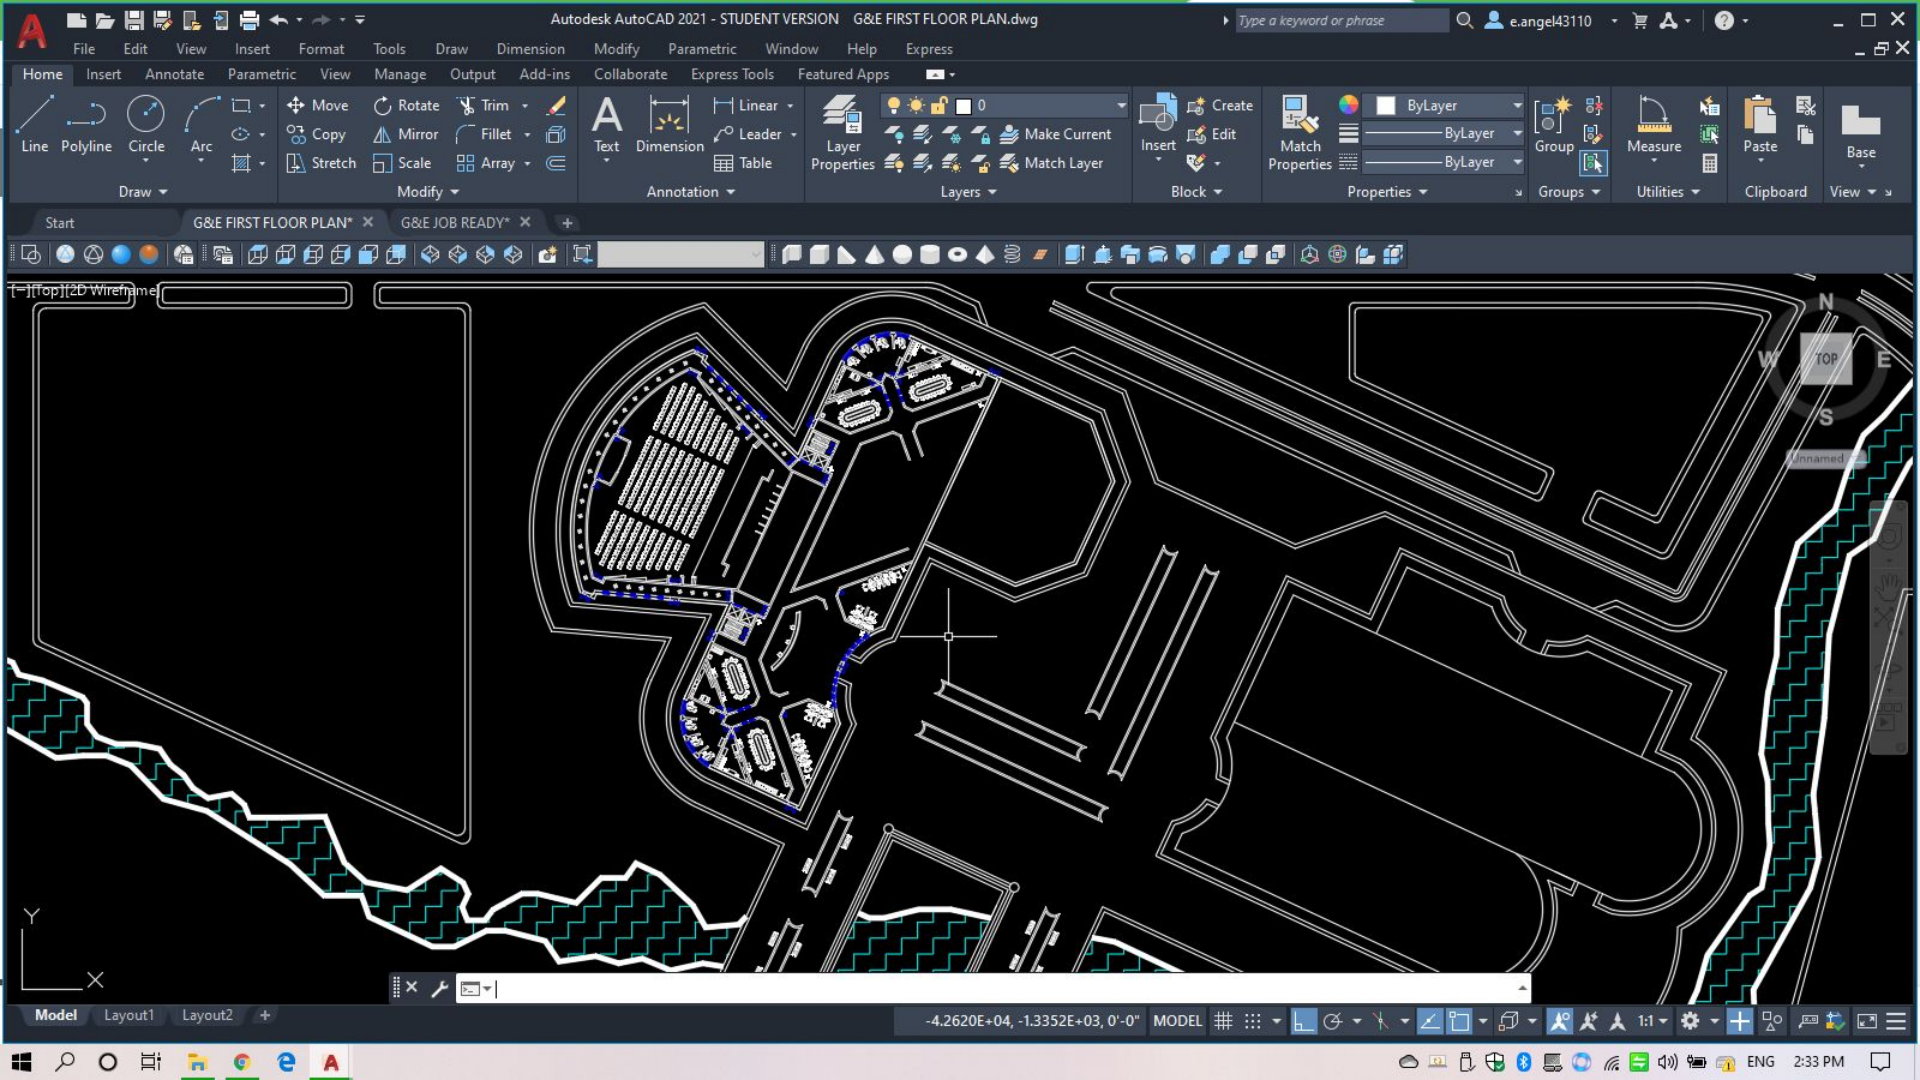 Autodesk AutoCAD 2021 - STUDENT VERSION G&E FIRST FLOOR PLAN.dwg
Type a keyword or phrase
e.angel43110
File Edit View Insert Format Tools Draw Dimension Modify Parametric Window Help Express
Home Insert Annotate Parametric View Manage Output Add-ins Collaborate Express Tools Featured Apps
Move Rotate Trim Linear 0 Create ByLayer
Copy Mirror Fillet Leader Make Current Edit ByLayer
Line Polyline Circle Arc Text Dimension Insert Group Measure Paste Base
Stretch Scale Array Table Layer Properties Match Layer Match Properties ByLayer
Draw Modify Annotation Layers Block Properties Groups Utilities Clipboard View
Start G&E FIRST FLOOR PLAN* G&E JOB READY*
[−][Top][2D Wireframe]
N
W TOP E
S
Unnamed
Y
X
Model Layout1 Layout2
-4.2620E+04, -1.3352E+03, 0'-0" MODEL 1:1
ENG 2:33 PM